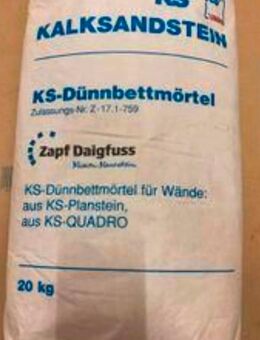 KS
KALKSANDSTEIN
KS-Dünnbettmörtel
Zulassungs-Nr. Z-17.1-759
Zapf Daigfuss
KS-Dünnbettmörtel für Wände:
aus KS-Planstein,
aus KS-QUADRO
20 kg